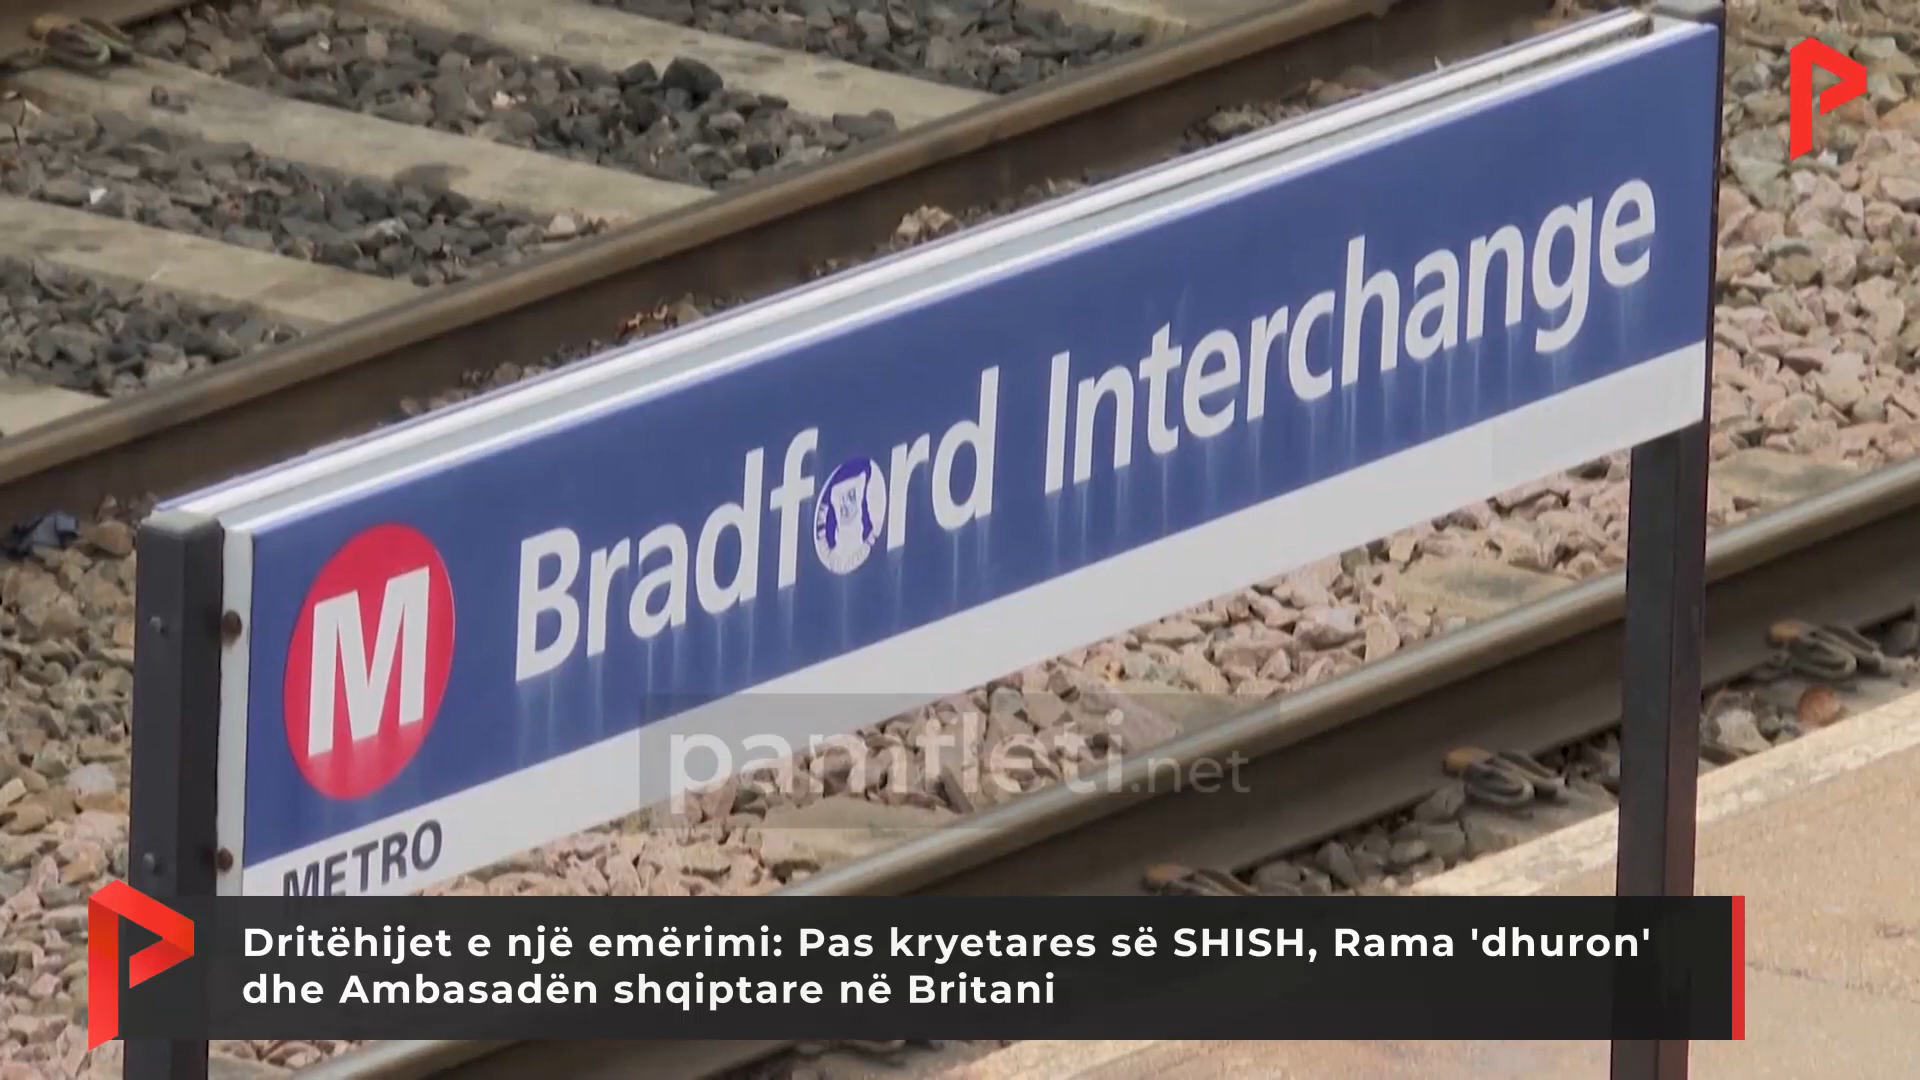 Bradford Interchange
M
METRO
pamfleti.net
Dritëhijet e një emërimi: Pas kryetares së SHISH, Rama 'dhuron'
dhe Ambasadën shqiptare në Britani